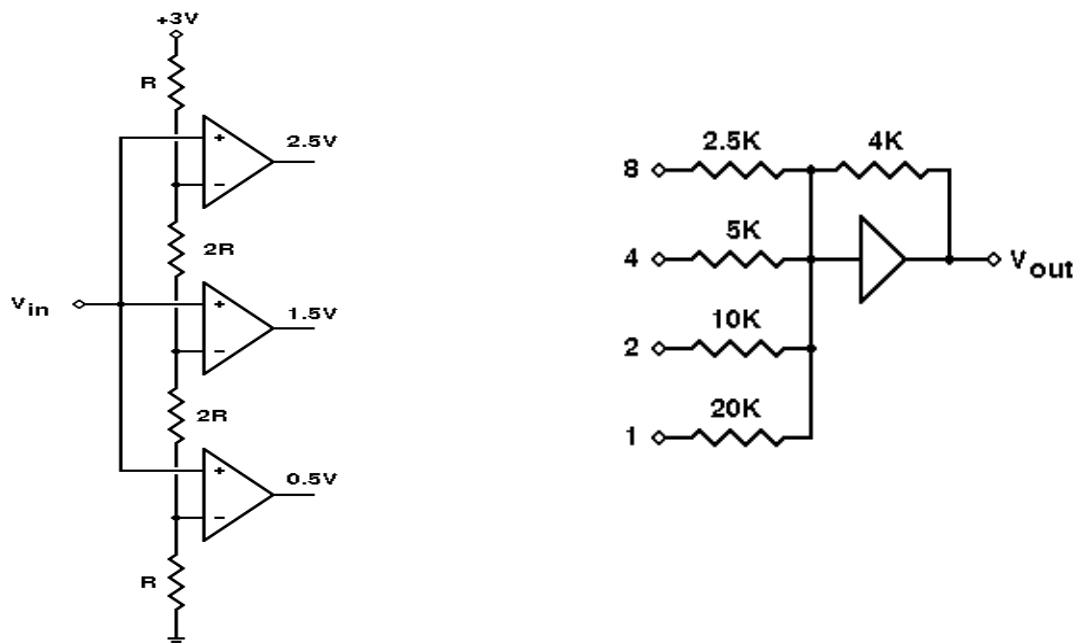 +3V
R
+
2.5V
−
2R
Vin
+
1.5V
−
2R
+
0.5V
−
R
2.5K
4K
8
5K
4
Vout
10K
2
20K
1